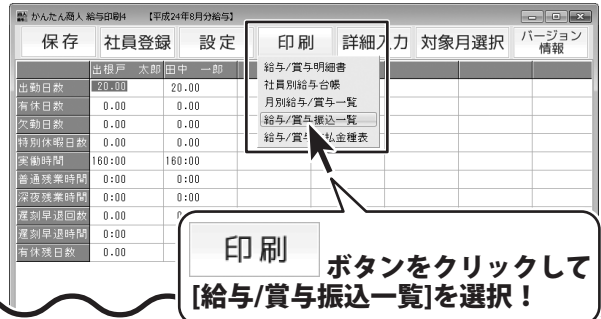 かんたん商人 給与印刷4 【平成24年8月分給与】
保存 社員登録 設定 印刷 詳細入力 対象月選択 バージョン情報
出根戸 太郎 田中 一郎
給与/賞与明細書
社員別給与台帳
月別給与/賞与一覧
給与/賞与振込一覧
給与/賞与 払金種表
出勤日数 20.00 20.00
有休日数 0.00 0.00
欠勤日数 0.00 0.00
特別休暇日数 0.00 0.00
実働時間 160:00 160:00
普通残業時間 0:00 0:00
深夜残業時間 0:00 0:00
遅刻早退回数 0.00
遅刻早退時間 0:00
有休残日数 0.00
印刷 ボタンをクリックして
[給与/賞与振込一覧]を選択！